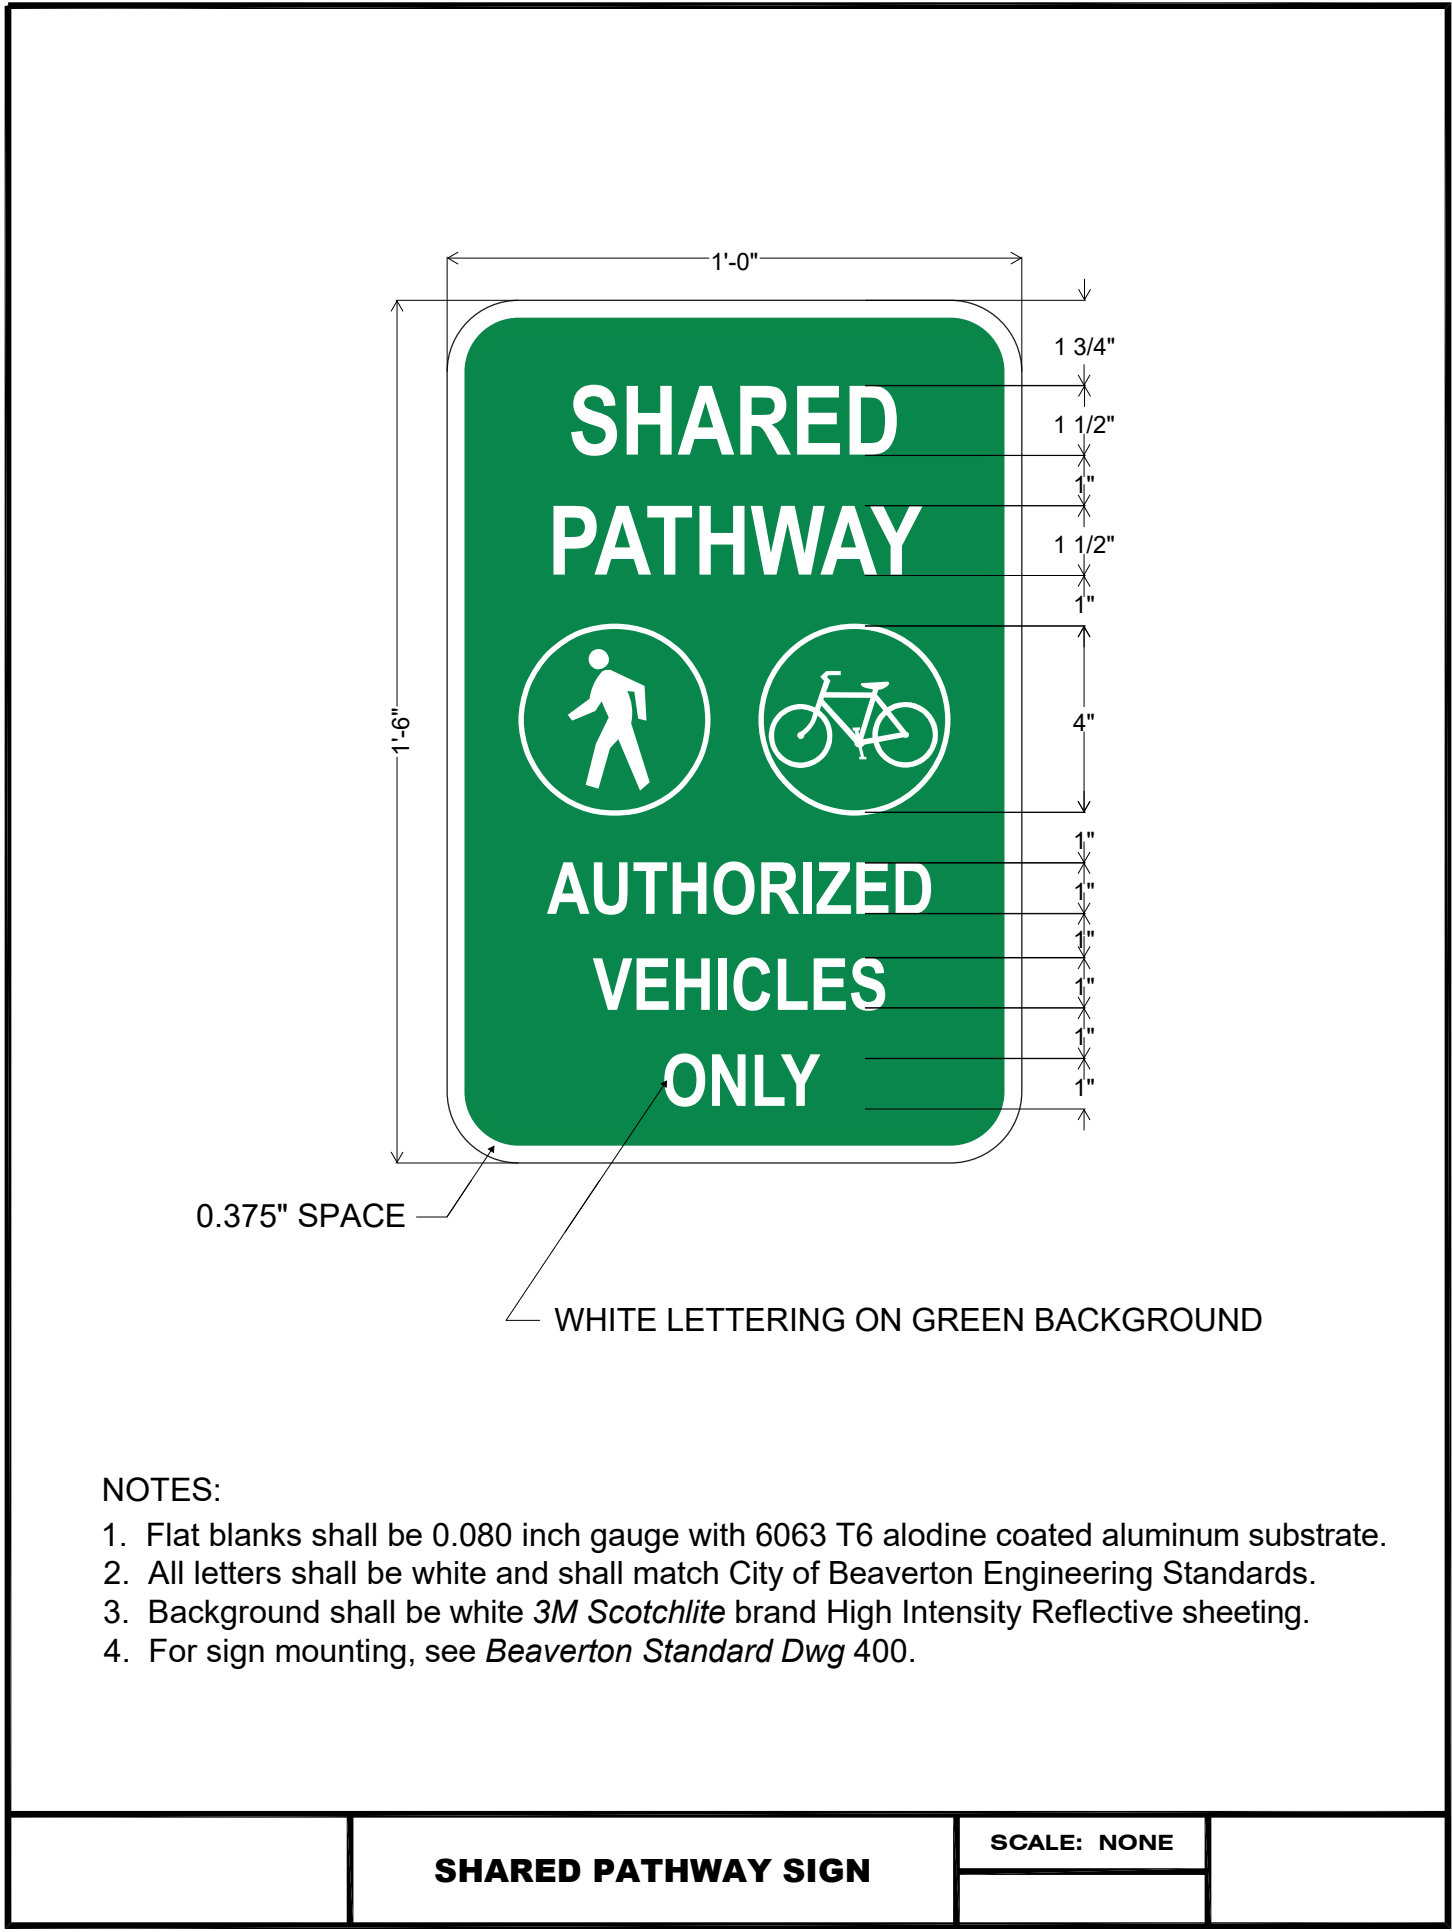 1'-0"
1 3/4"
SHARED
1 1/2"
1"
PATHWAY
1 1/2"
1"
1'-6"
4"
1"
AUTHORIZED
1"
1"
VEHICLES
1"
1"
ONLY
1"
0.375" SPACE
WHITE LETTERING ON GREEN BACKGROUND
NOTES:
1. Flat blanks shall be 0.080 inch gauge with 6063 T6 alodine coated aluminum substrate.
2. All letters shall be white and shall match City of Beaverton Engineering Standards.
3. Background shall be white 3M Scotchlite brand High Intensity Reflective sheeting.
4. For sign mounting, see Beaverton Standard Dwg 400.
SHARED PATHWAY SIGN
SCALE: NONE